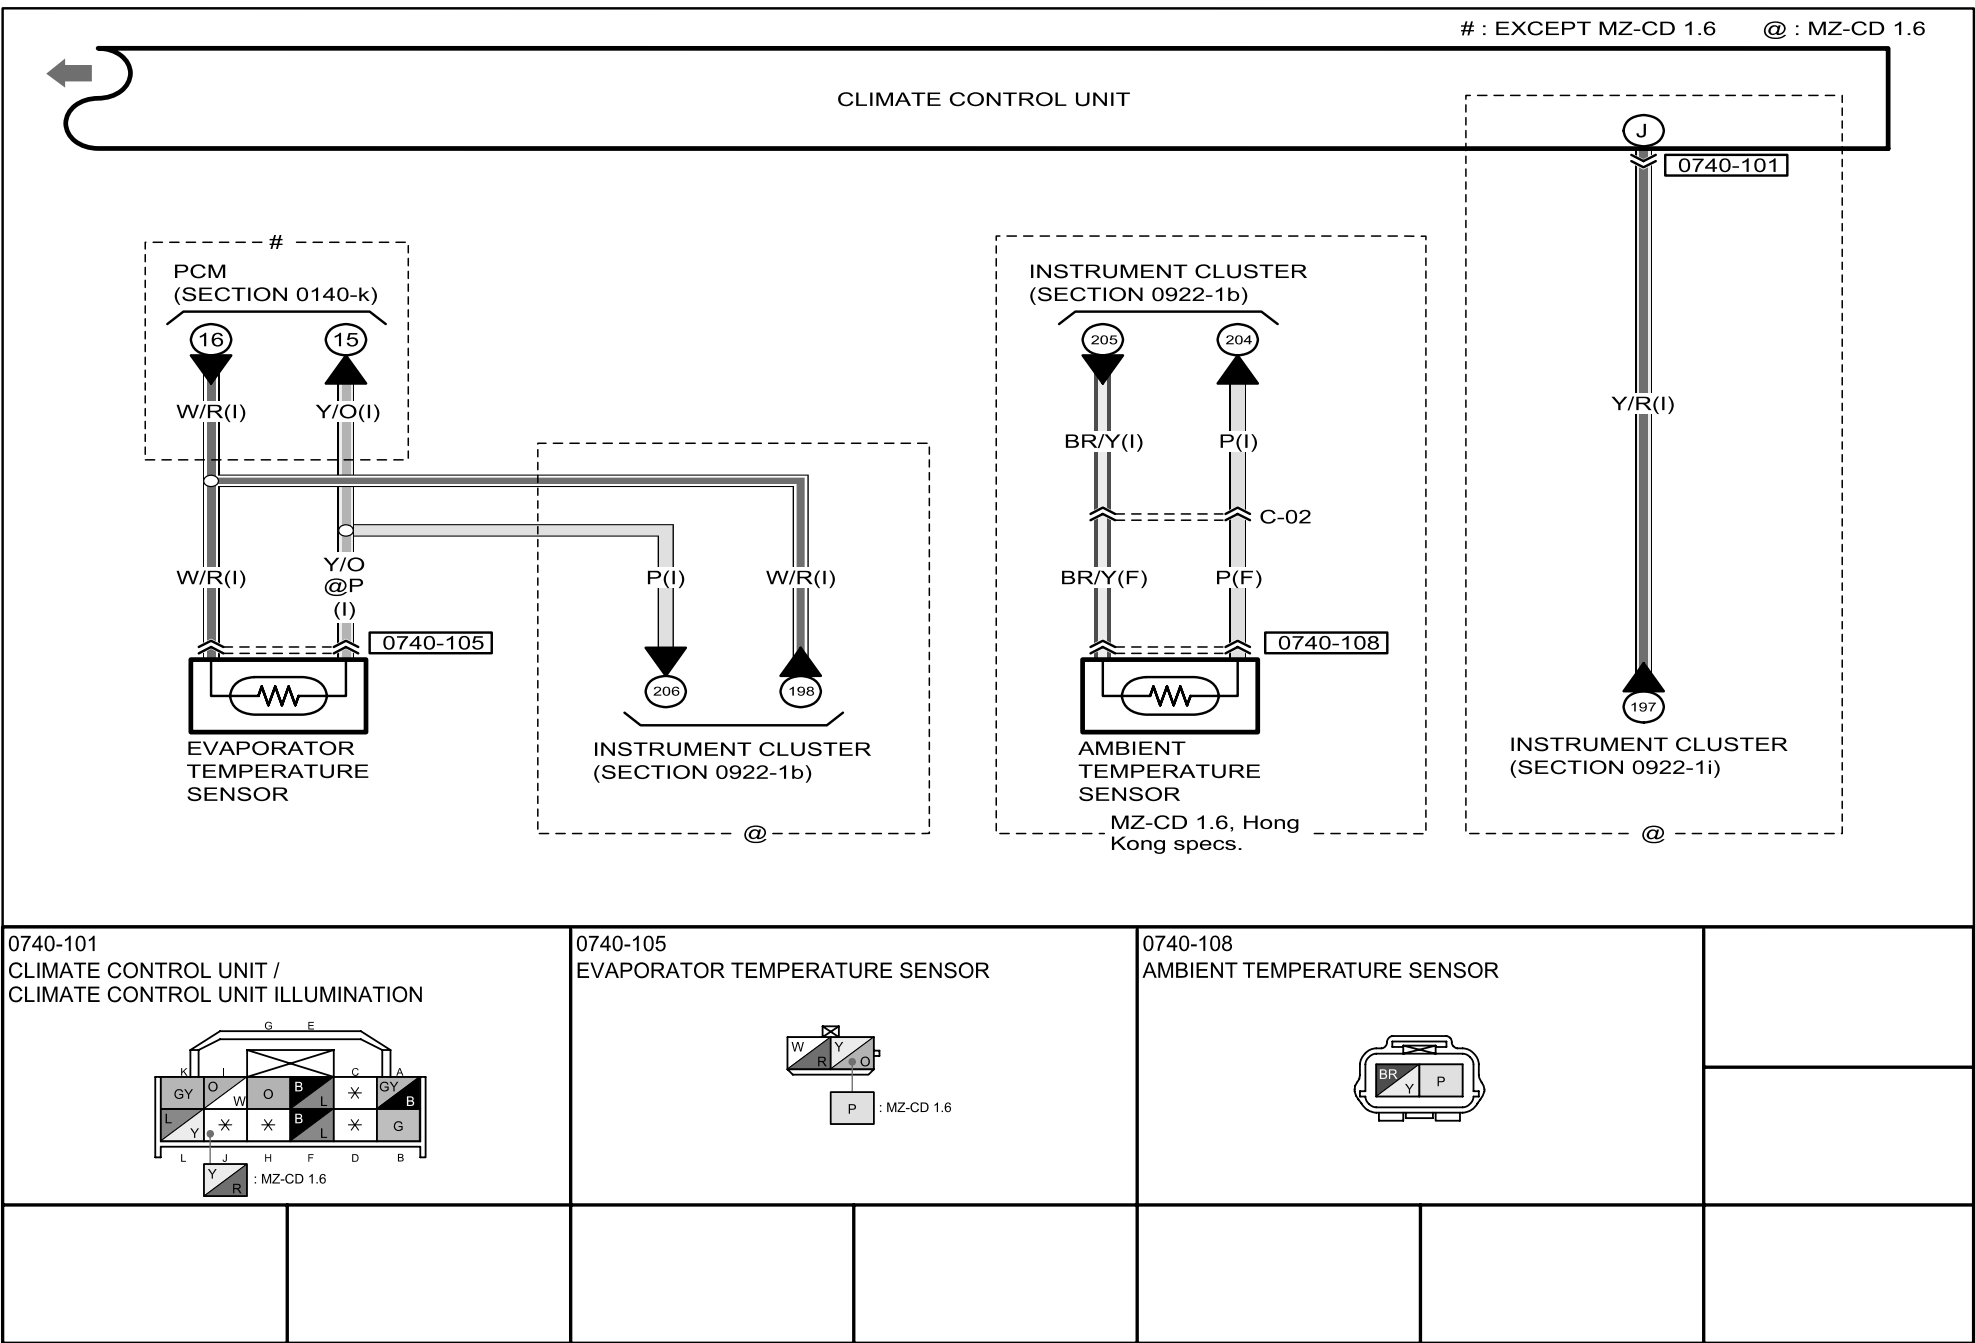 # : EXCEPT MZ-CD 1.6 @ : MZ-CD 1.6
CLIMATE CONTROL UNIT
J
0740-101
#
PCM
(SECTION 0140-k)
16 15
W/R(I) Y/O(I)
INSTRUMENT CLUSTER
(SECTION 0922-1b)
205 204
BR/Y(I) P(I)
C-02
BR/Y(F) P(F)
Y/R(I)
W/R(I)
Y/O
@P
(I)
P(I) W/R(I)
0740-105
0740-108
206 198
197
EVAPORATOR
TEMPERATURE
SENSOR
INSTRUMENT CLUSTER
(SECTION 0922-1b)
@
AMBIENT
TEMPERATURE
SENSOR
MZ-CD 1.6, Hong
Kong specs.
INSTRUMENT CLUSTER
(SECTION 0922-1i)
@
0740-101
CLIMATE CONTROL UNIT /
CLIMATE CONTROL UNIT ILLUMINATION
G E
K I C A
GY O W O B L * GY B
L Y * * B L * G
L J H F D B
Y R : MZ-CD 1.6
0740-105
EVAPORATOR TEMPERATURE SENSOR
W R Y O
P : MZ-CD 1.6
0740-108
AMBIENT TEMPERATURE SENSOR
BR Y P